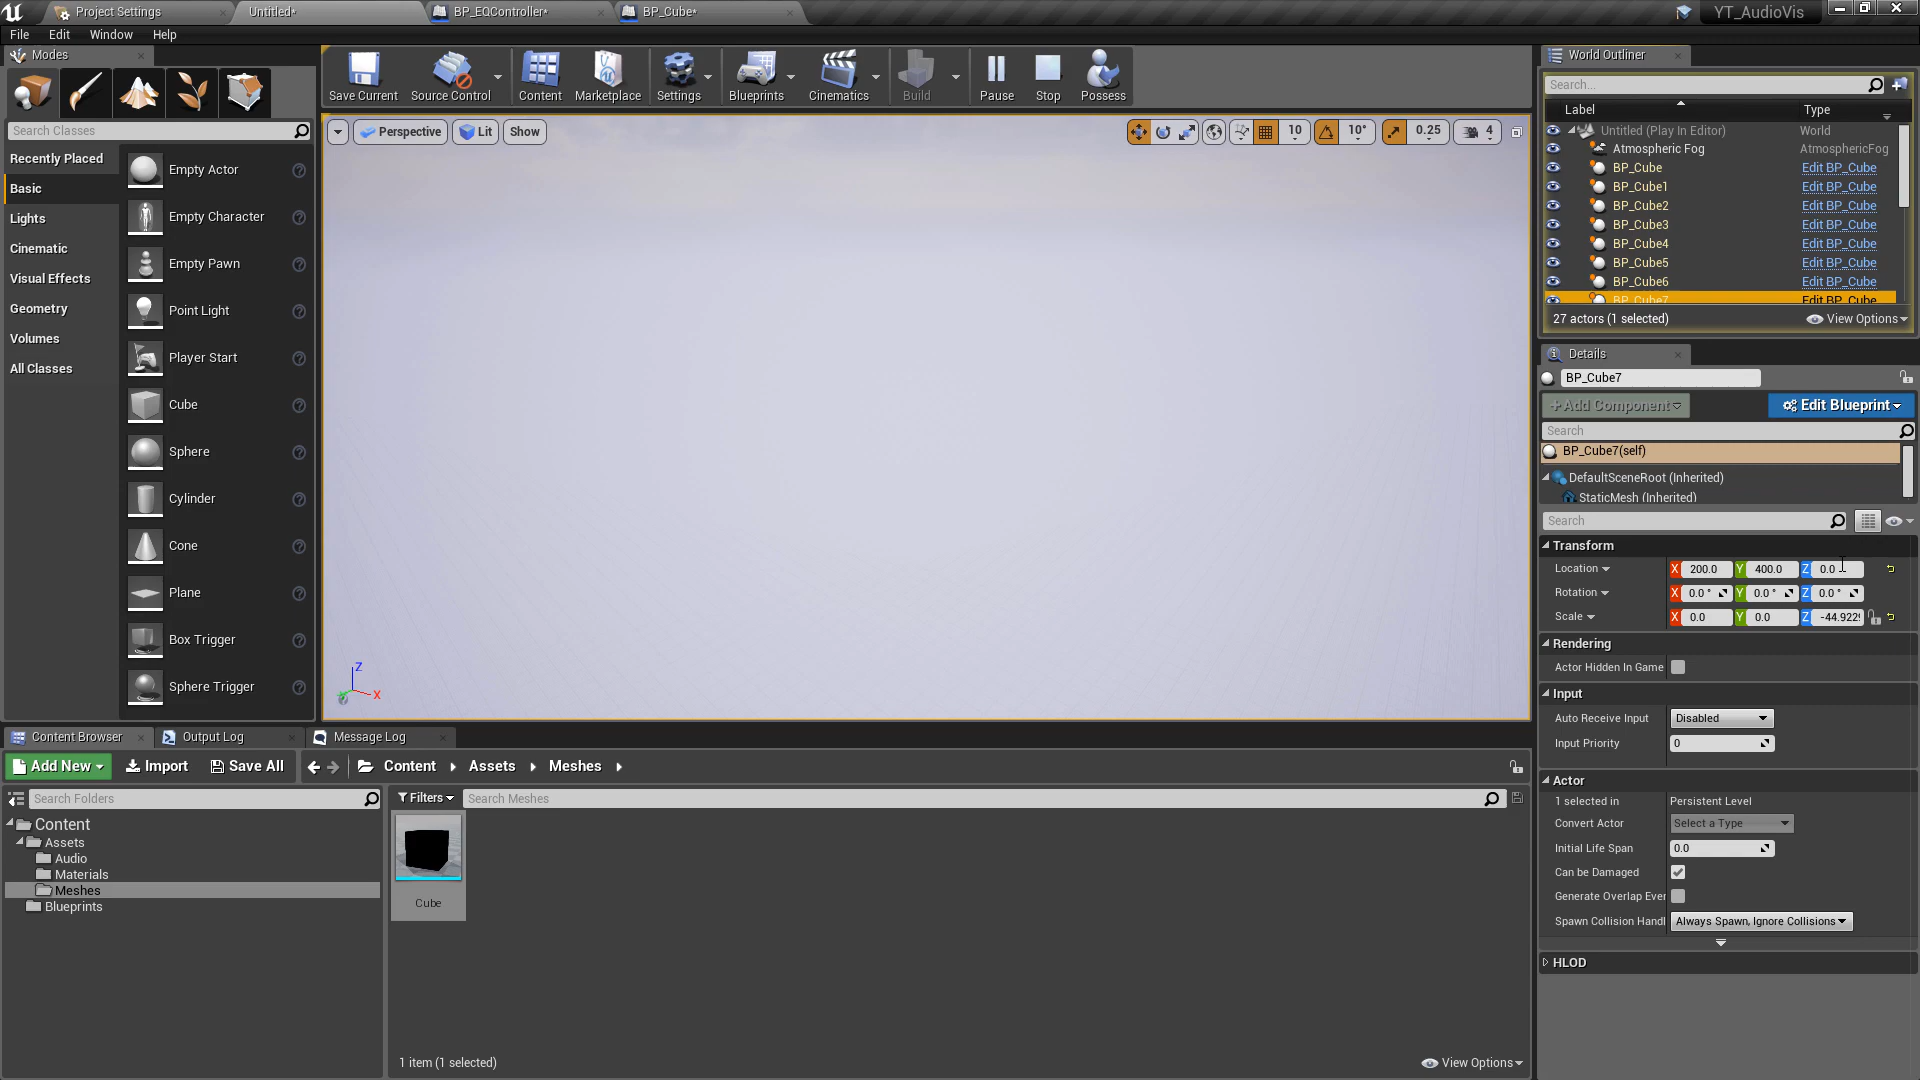 Project Settings
Untitled*
BP_EQController*
BP_Cube*
YT_AudioVis
File Edit Window Help
Modes
Save Current
Source Control
Content
Marketplace
Settings
Blueprints
Cinematics
Build
Pause
Stop
Possess
Search Classes
Recently Placed
Basic
Lights
Cinematic
Visual Effects
Geometry
Volumes
All Classes
Empty Actor
Empty Character
Empty Pawn
Point Light
Player Start
Cube
Sphere
Cylinder
Cone
Plane
Box Trigger
Sphere Trigger
Perspective Lit Show
10 10° 0.25 4
Z
X
World Outliner
Search...
Label Type
Untitled (Play In Editor) World
Atmospheric Fog AtmosphericFog
BP_Cube Edit BP_Cube
BP_Cube1 Edit BP_Cube
BP_Cube2 Edit BP_Cube
BP_Cube3 Edit BP_Cube
BP_Cube4 Edit BP_Cube
BP_Cube5 Edit BP_Cube
BP_Cube6 Edit BP_Cube
BP_Cube7 Edit BP_Cube
27 actors (1 selected) View Options
Details
BP_Cube7
+Add Component Edit Blueprint
Search
BP_Cube7(self)
DefaultSceneRoot (Inherited)
StaticMesh (Inherited)
Search
Transform
Location X 200.0 Y 400.0 Z 0.0
Rotation X 0.0 ° Y 0.0 ° Z 0.0 °
Scale X 0.0 Y 0.0 Z -44.922
Rendering
Actor Hidden In Game
Input
Auto Receive Input Disabled
Input Priority 0
Actor
1 selected in Persistent Level
Convert Actor Select a Type
Initial Life Span 0.0
Can be Damaged
Generate Overlap Ever
Spawn Collision Handl Always Spawn, Ignore Collisions
HLOD
Content Browser
Output Log
Message Log
Add New Import Save All Content Assets Meshes
Search Folders
Filters Search Meshes
Content
Assets
Audio
Materials
Meshes
Blueprints
Cube
1 item (1 selected) View Options